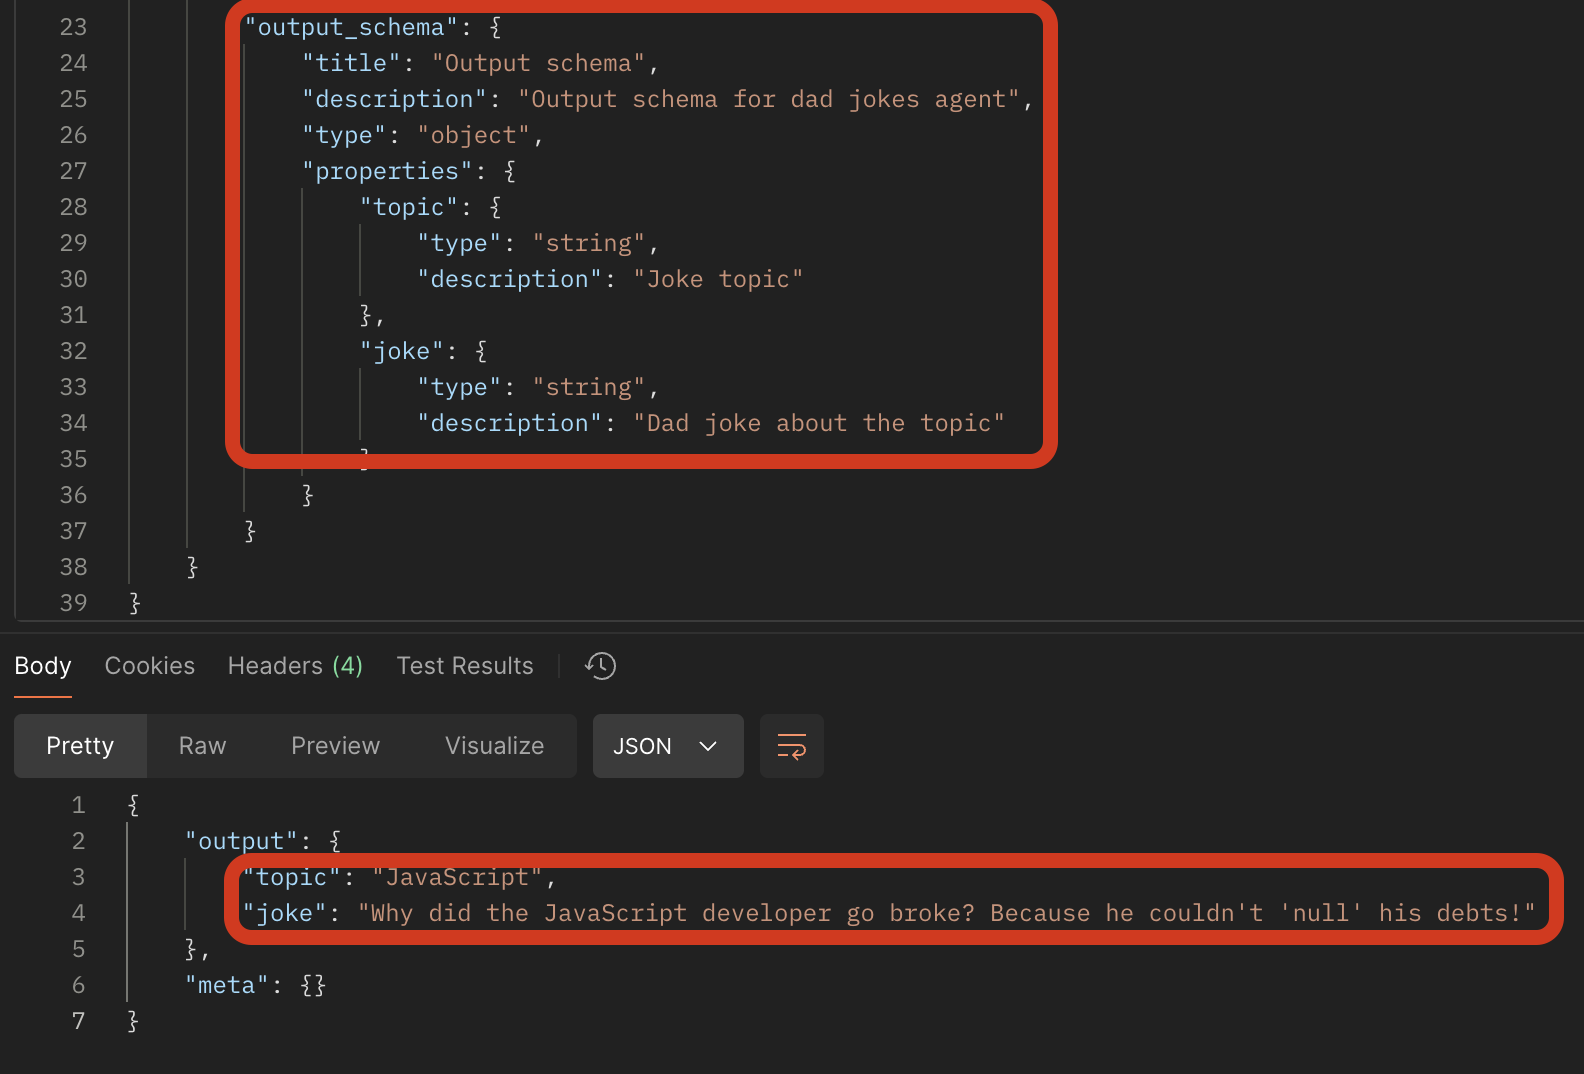 23 "output_schema": {
24 "title": "Output schema",
25 "description": "Output schema for dad jokes agent",
26 "type": "object",
27 "properties": {
28 "topic": {
29 "type": "string",
30 "description": "Joke topic"
31 },
32 "joke": {
33 "type": "string",
34 "description": "Dad joke about the topic"
35 }
36 }
37 }
38 }
39 }
Body Cookies Headers (4) Test Results
Pretty Raw Preview Visualize JSON
1 {
2 "output": {
3 "topic": "JavaScript",
4 "joke": "Why did the JavaScript developer go broke? Because he couldn't 'null' his debts!"
5 },
6 "meta": {}
7 }